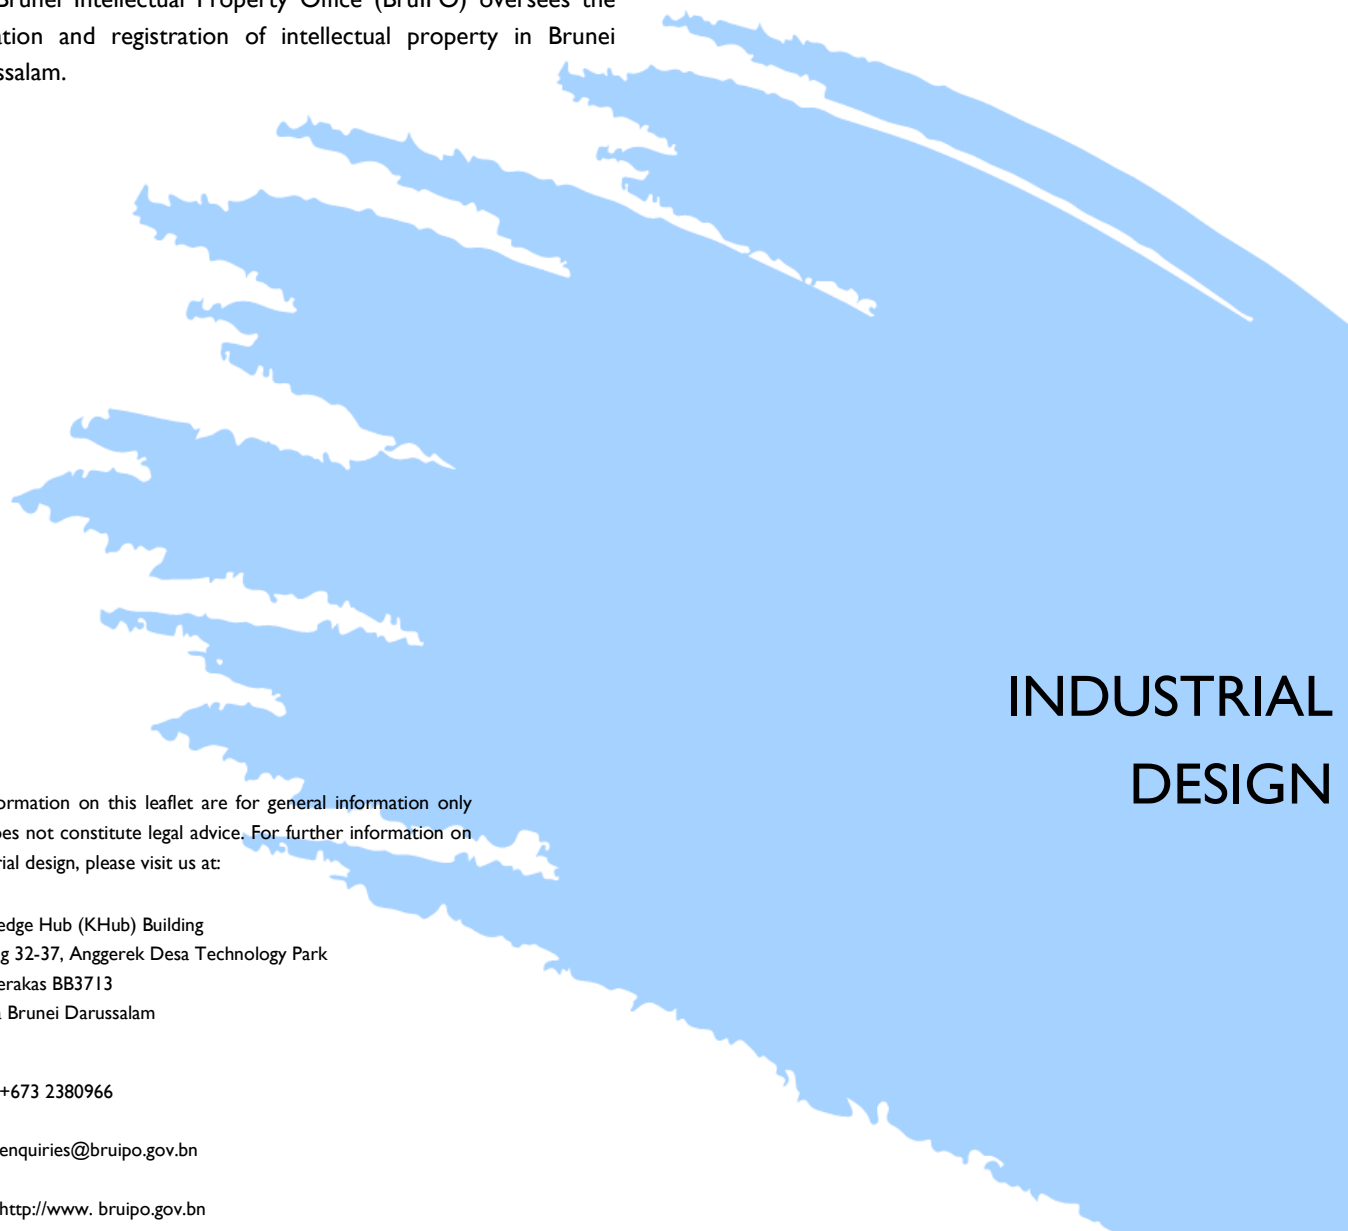 Brunei Intellectual Property Office (BruIPO) oversees the
ation and registration of intellectual property in Brunei
ssalam.
INDUSTRIAL
DESIGN
ormation on this leaflet are for general information only
oes not constitute legal advice. For further information on
rial design, please visit us at:
edge Hub (KHub) Building
g 32-37, Anggerek Desa Technology Park
erakas BB3713
a Brunei Darussalam
+673 2380966
enquiries@bruipo.gov.bn
http://www. bruipo.gov.bn